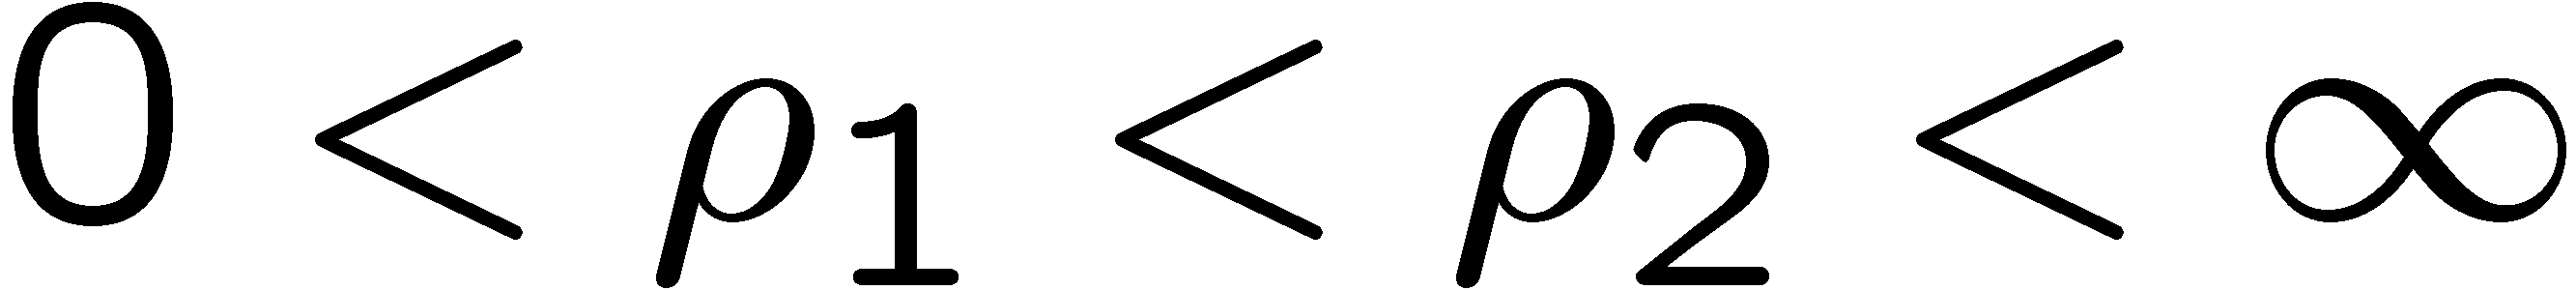 0 < ρ₁ < ρ₂ < ∞